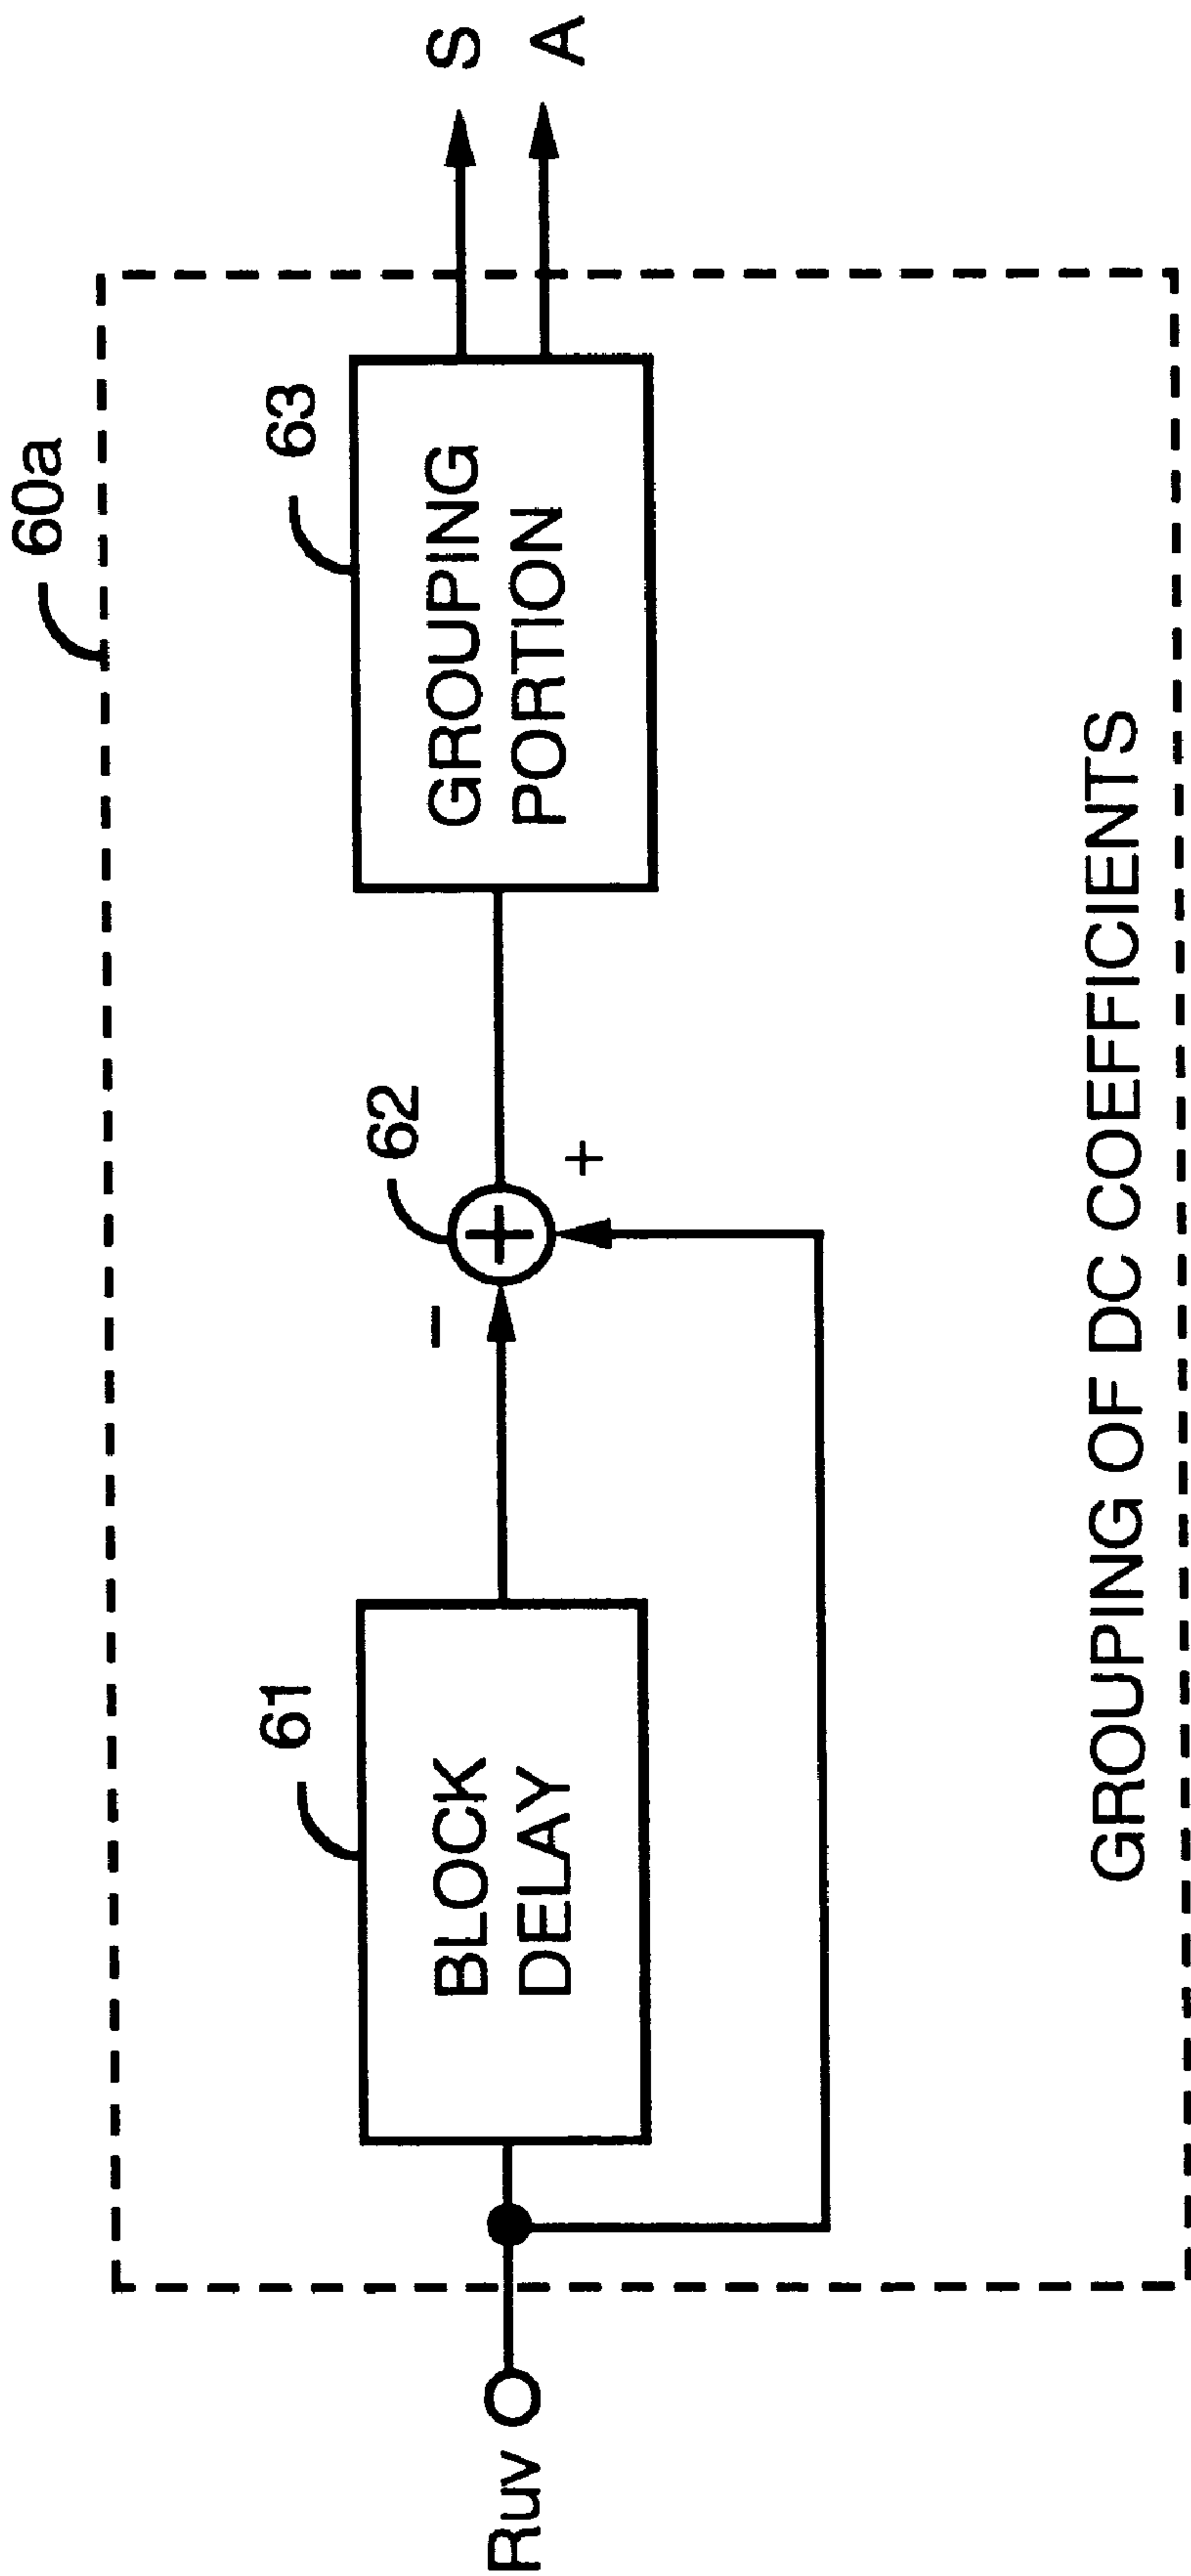 60a
Ruv
61
BLOCK
DELAY
−
62
+
+
63
GROUPING
PORTION
S
A
GROUPING OF DC COEFFICIENTS